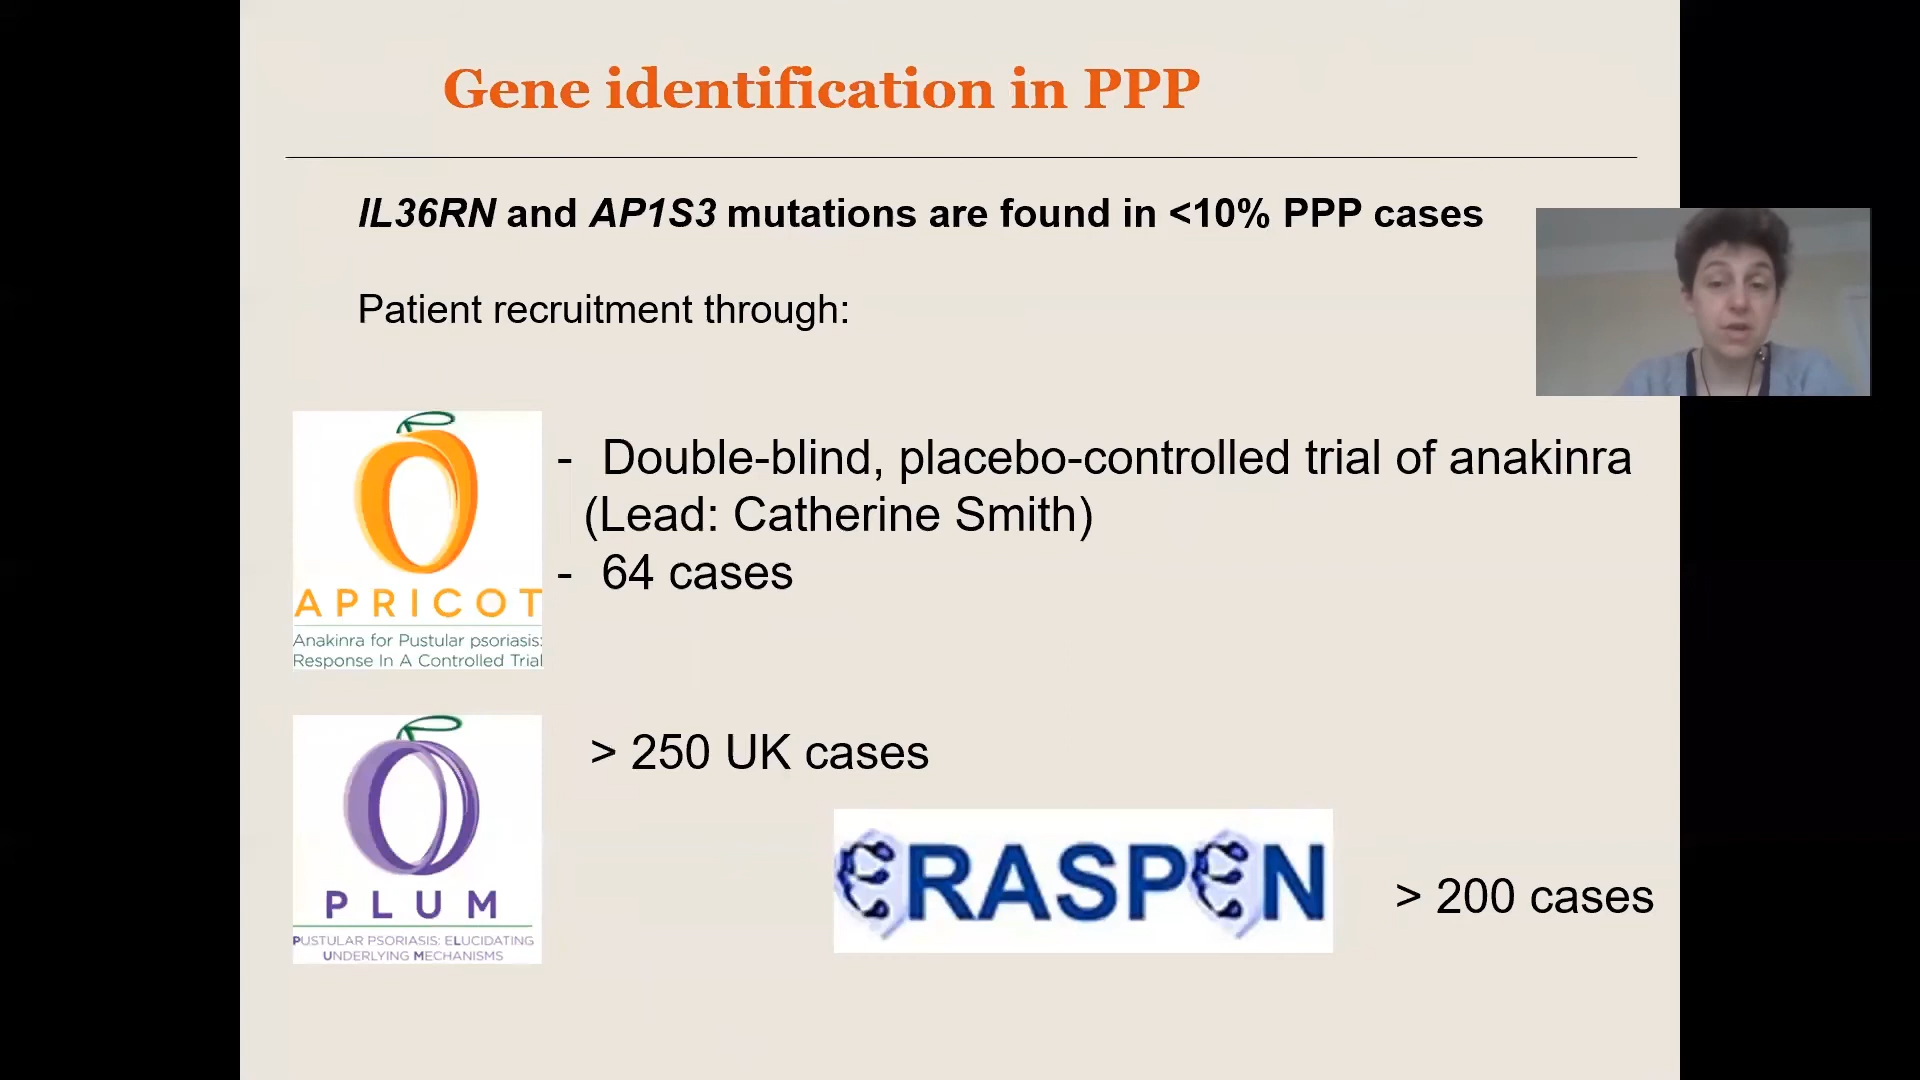 Gene identification in PPP
IL36RN and AP1S3 mutations are found in <10% PPP cases
Patient recruitment through:
- Double-blind, placebo-controlled trial of anakinra
(Lead: Catherine Smith)
- 64 cases
APRICOT
Anakinra for Pustular psoriasis:
Response In A Controlled Trial
> 250 UK cases
PLUM
PUSTULAR PSORIASIS: ELUCIDATING
UNDERLYING MECHANISMS
ERASPEN
> 200 cases